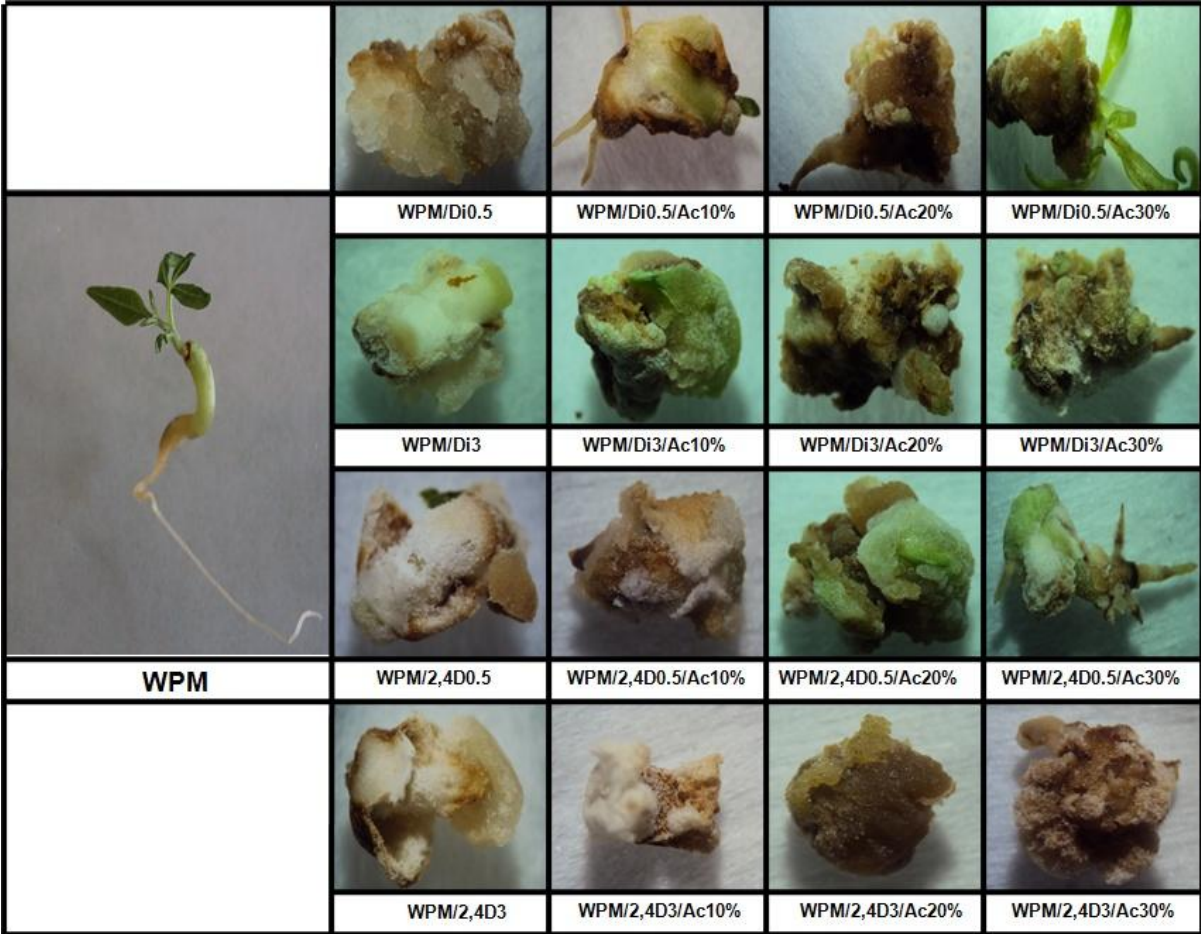 WPM/Di0.5
WPM/Di0.5/Ac10%
WPM/Di0.5/Ac20%
WPM/Di0.5/Ac30%
WPM/Di3
WPM/Di3/Ac10%
WPM/Di3/Ac20%
WPM/Di3/Ac30%
WPM
WPM/2,4D0.5
WPM/2,4D0.5/Ac10%
WPM/2,4D0.5/Ac20%
WPM/2,4D0.5/Ac30%
WPM/2,4D3
WPM/2,4D3/Ac10%
WPM/2,4D3/Ac20%
WPM/2,4D3/Ac30%